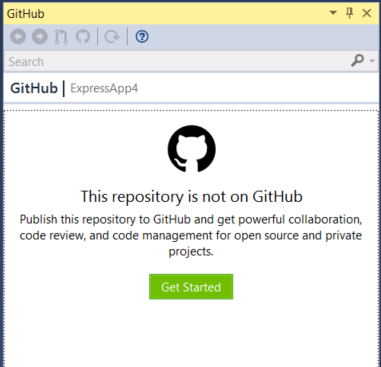 GitHub
Search
GitHub | ExpressApp4
This repository is not on GitHub
Publish this repository to GitHub and get powerful collaboration,
code review, and code management for open source and private
projects.
Get Started